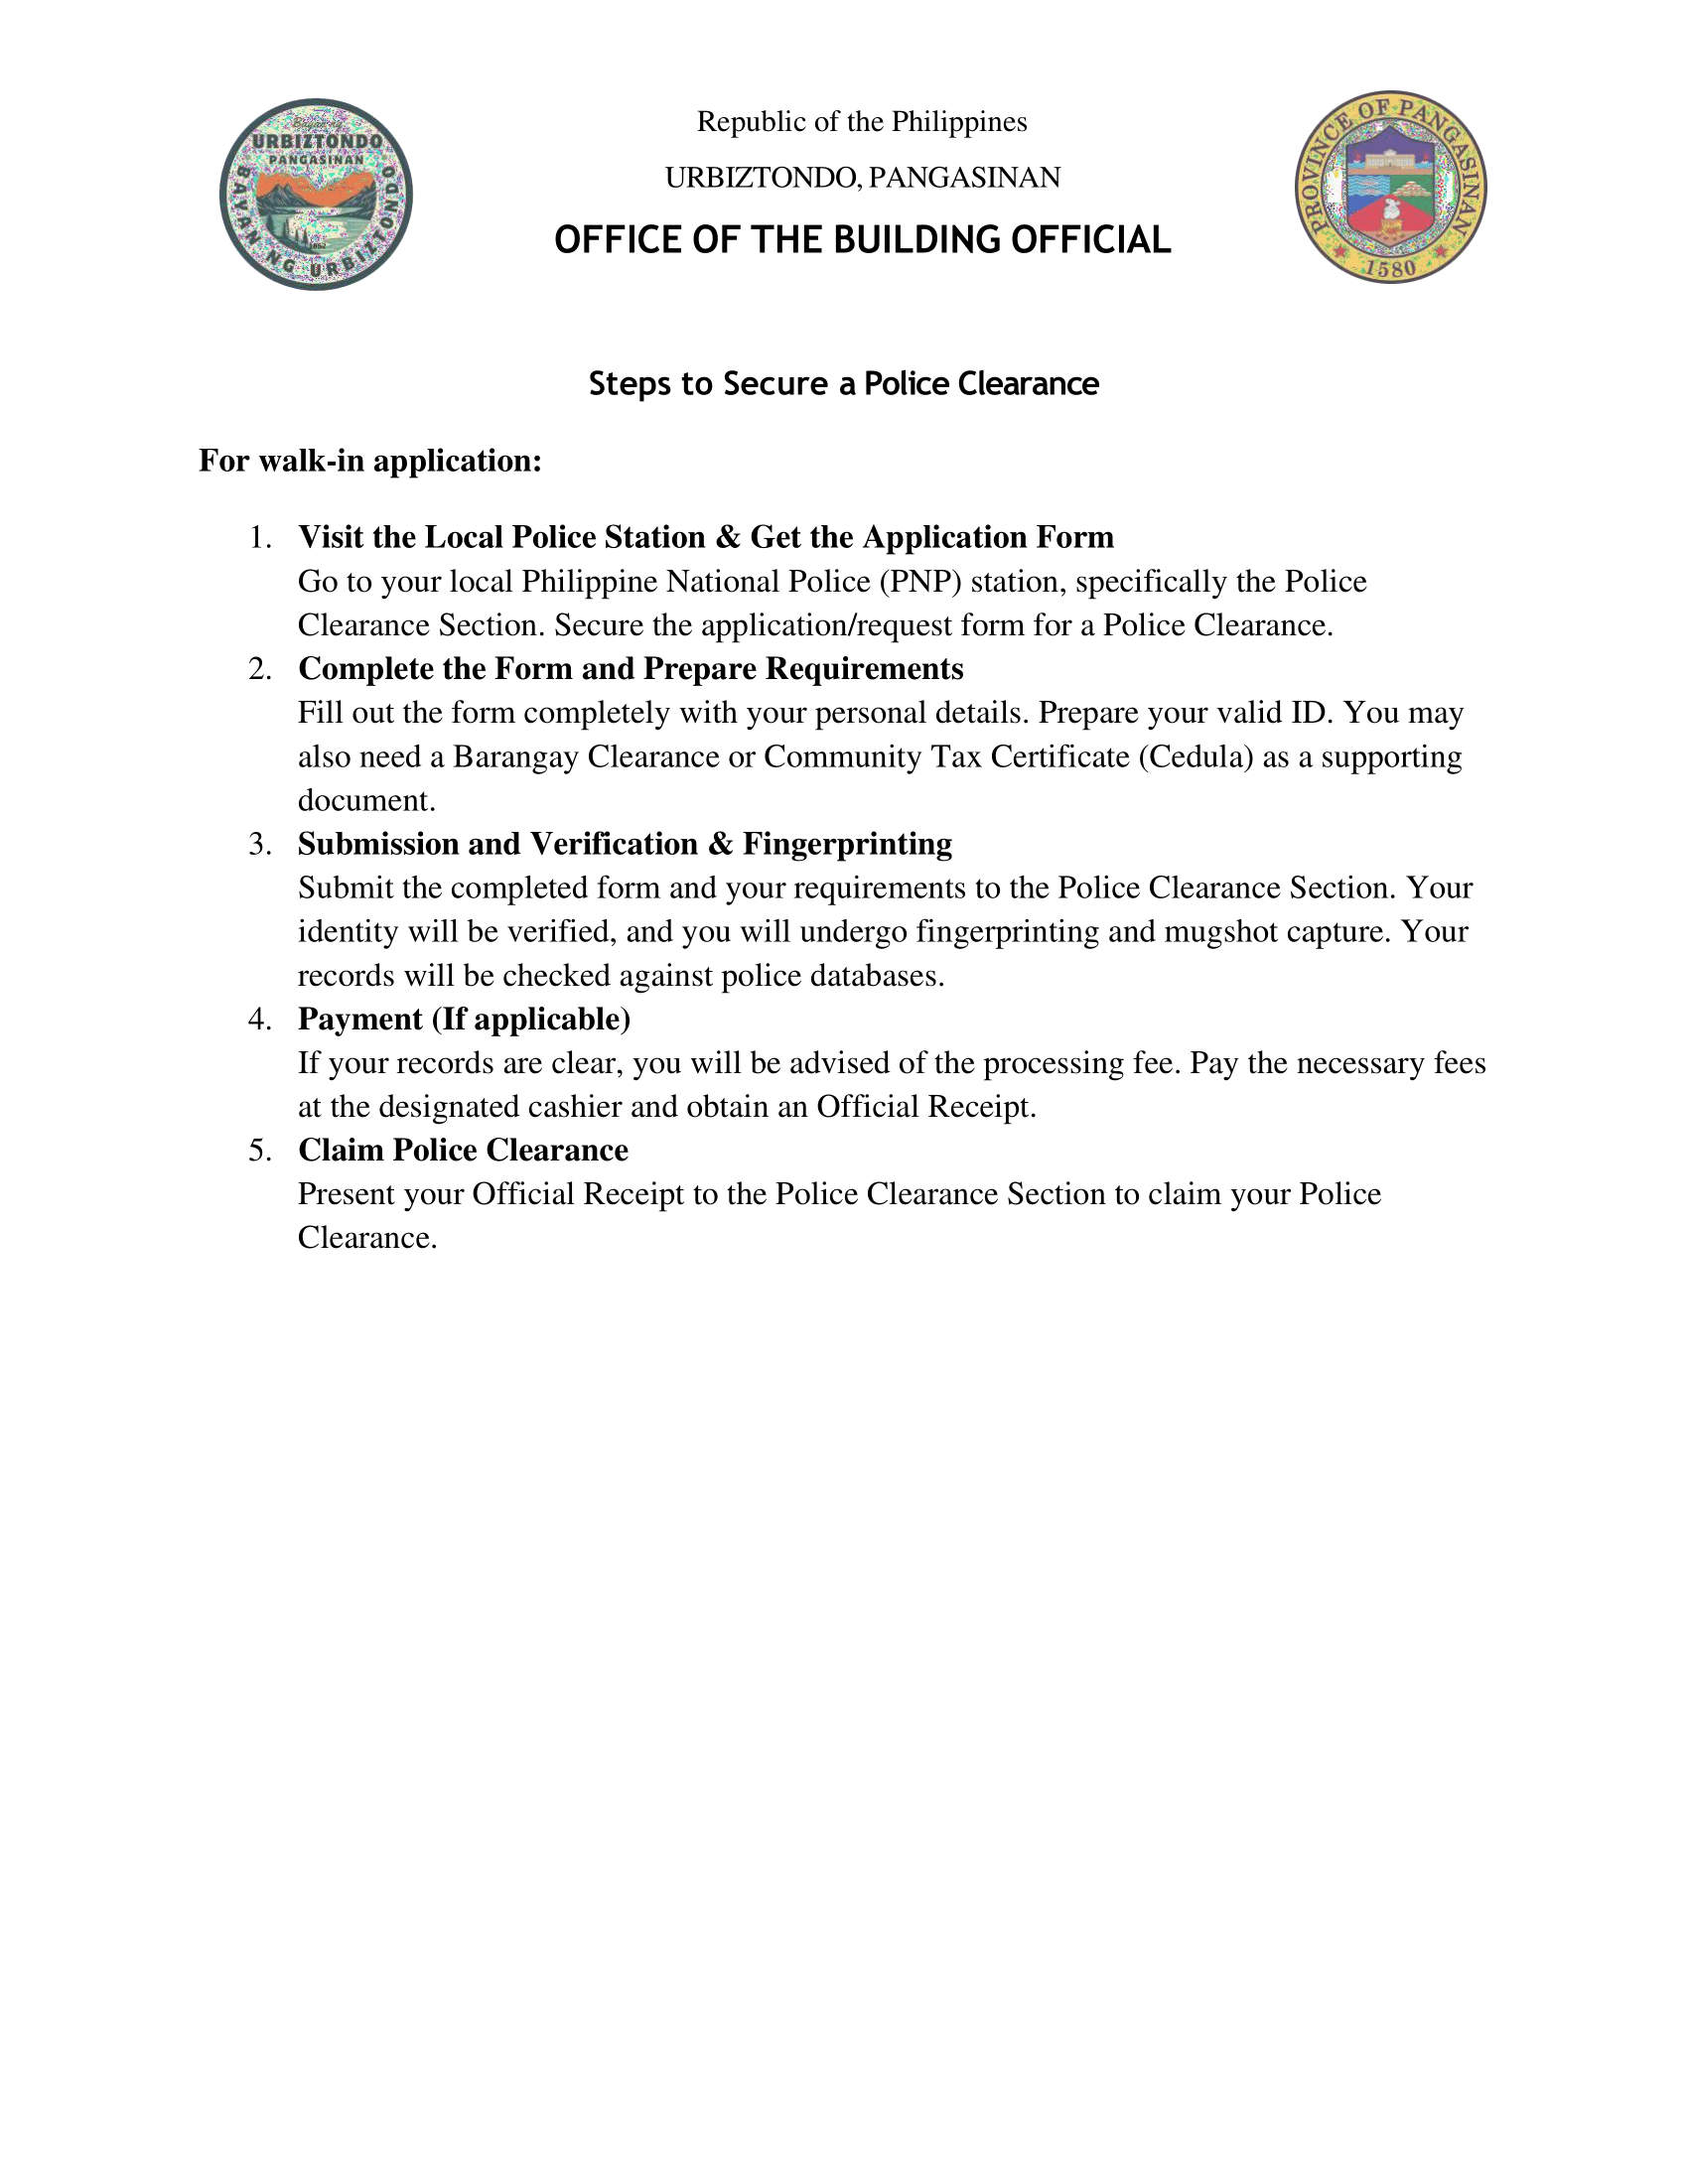 Bayan ng
URBIZTONDO
PANGASINAN
BAYAN NG URBIZTONDO
Republic of the Philippines
URBIZTONDO, PANGASINAN
OFFICE OF THE BUILDING OFFICIAL
PROVINCE OF PANGASINAN
1580
Steps to Secure a Police Clearance
For walk-in application:
1. Visit the Local Police Station & Get the Application Form
Go to your local Philippine National Police (PNP) station, specifically the Police
Clearance Section. Secure the application/request form for a Police Clearance.
2. Complete the Form and Prepare Requirements
Fill out the form completely with your personal details. Prepare your valid ID. You may
also need a Barangay Clearance or Community Tax Certificate (Cedula) as a supporting
document.
3. Submission and Verification & Fingerprinting
Submit the completed form and your requirements to the Police Clearance Section. Your
identity will be verified, and you will undergo fingerprinting and mugshot capture. Your
records will be checked against police databases.
4. Payment (If applicable)
If your records are clear, you will be advised of the processing fee. Pay the necessary fees
at the designated cashier and obtain an Official Receipt.
5. Claim Police Clearance
Present your Official Receipt to the Police Clearance Section to claim your Police
Clearance.